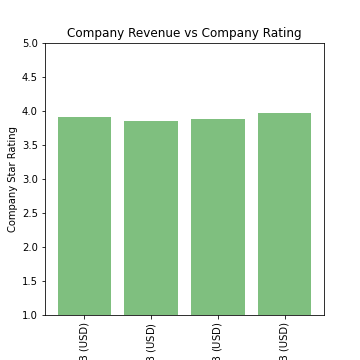 Company Revenue vs Company Rating
Company Star Rating
5.0
4.5
4.0
3.5
3.0
2.5
2.0
1.5
1.0
(USD)
(USD)
(USD)
(USD)